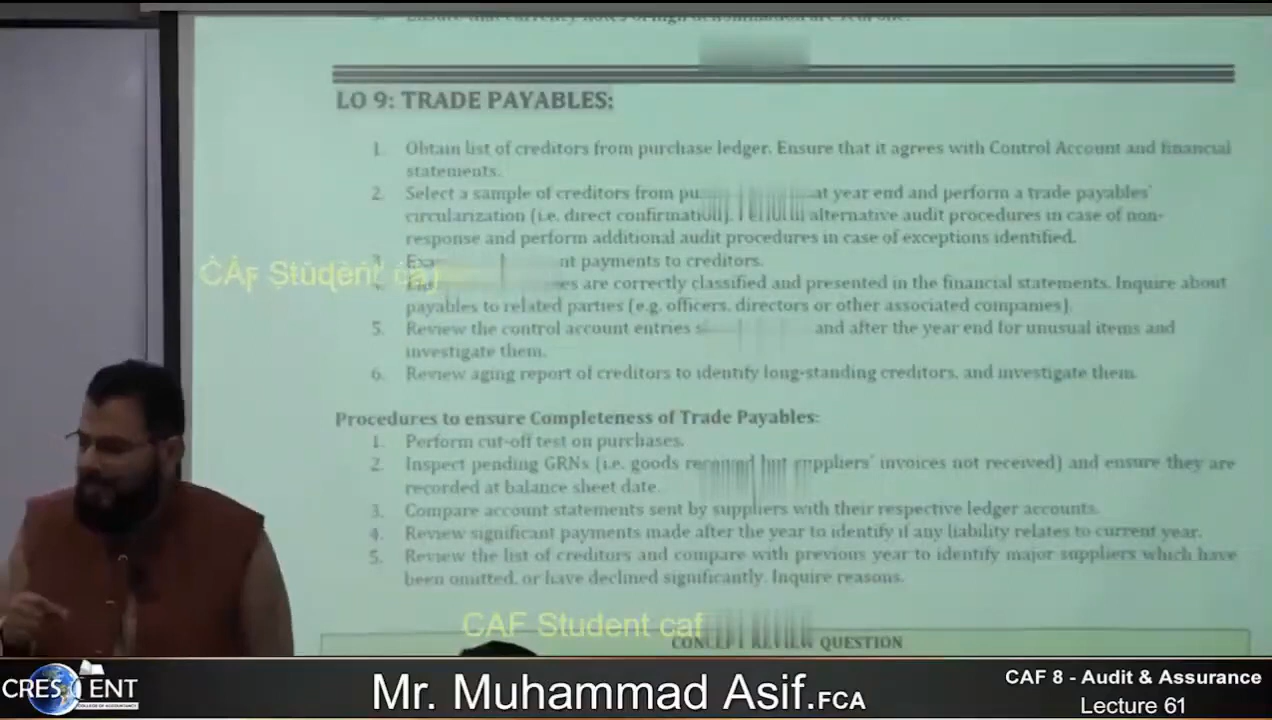 LO 9: TRADE PAYABLES:
1. Obtain list of creditors from purchase ledger. Ensure that it agrees with Control Account and financial
statements.
2. Select a sample of creditors from at year end and perform a trade payables'
circularization (i.e. direct confirmation). alternative audit procedures in case of non-
response and perform additional audit procedures in case of exceptions identified.
3. payments to creditors.
are correctly classified and presented in the financial statements. Inquire about
payables to related parties (e.g. officers, directors or other associated companies).
5. Review the control account entries and after the year end for unusual items and
investigate them.
6. Review aging report of creditors to identify long-standing creditors, and investigate them.
Procedures to ensure Completeness of Trade Payables:
1. Perform cut-off test on purchases.
2. Inspect pending GRNs (i.e. goods received but suppliers' invoices not received) and ensure they are
recorded at balance sheet date.
3. Compare account statements sent by suppliers with their respective ledger accounts.
4. Review significant payments made after the year to identify if any liability relates to current year.
5. Review the list of creditors and compare with previous year to identify major suppliers which have
been omitted, or have declined significantly. Inquire reasons.
CAF Student caf
CONCEPT REVIEW QUESTION
CRESCENT
COLLEGE OF ACCOUNTANCY
Mr. Muhammad Asif.FCA
CAF 8 - Audit & Assurance
Lecture 61